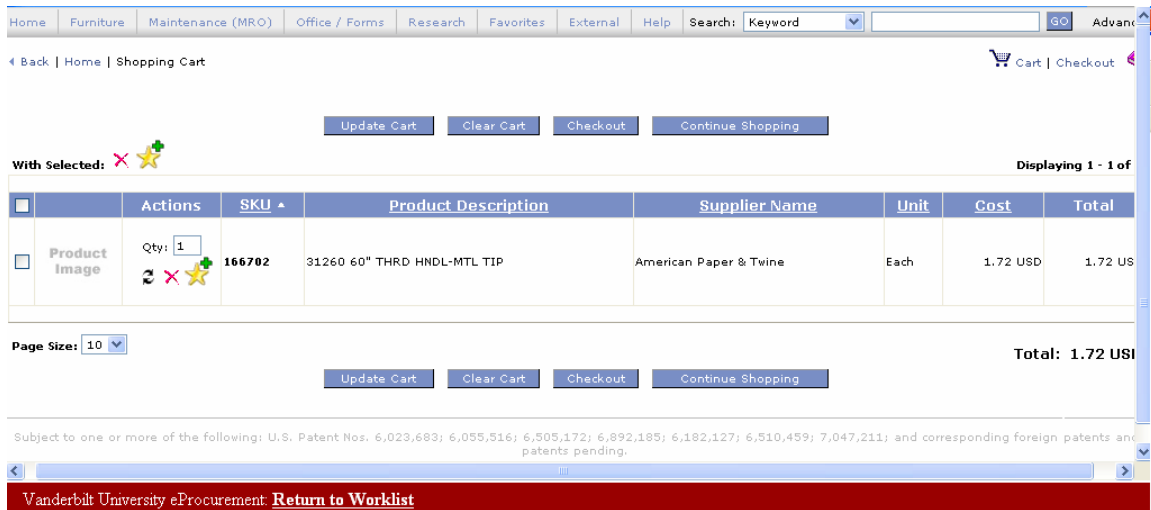 Home Furniture Maintenance (MRO) Office / Forms Research Favorites External Help Search: Keyword GO Advanc
Back | Home | Shopping Cart Cart | Checkout
Update Cart Clear Cart Checkout Continue Shopping
With Selected: Displaying 1 - 1 of
Actions SKU Product Description Supplier Name Unit Cost Total
Product Image Qty: 1 166702 31260 60" THRD HNDL-MTL TIP American Paper & Twine Each 1.72 USD 1.72 US
Page Size: 10 Total: 1.72 USI
Update Cart Clear Cart Checkout Continue Shopping
Subject to one or more of the following: U.S. Patent Nos. 6,023,683; 6,055,516; 6,505,172; 6,892,185; 6,182,127; 6,510,459; 7,047,211; and corresponding foreign patents and
patents pending.
Vanderbilt University eProcurement: Return to Worklist